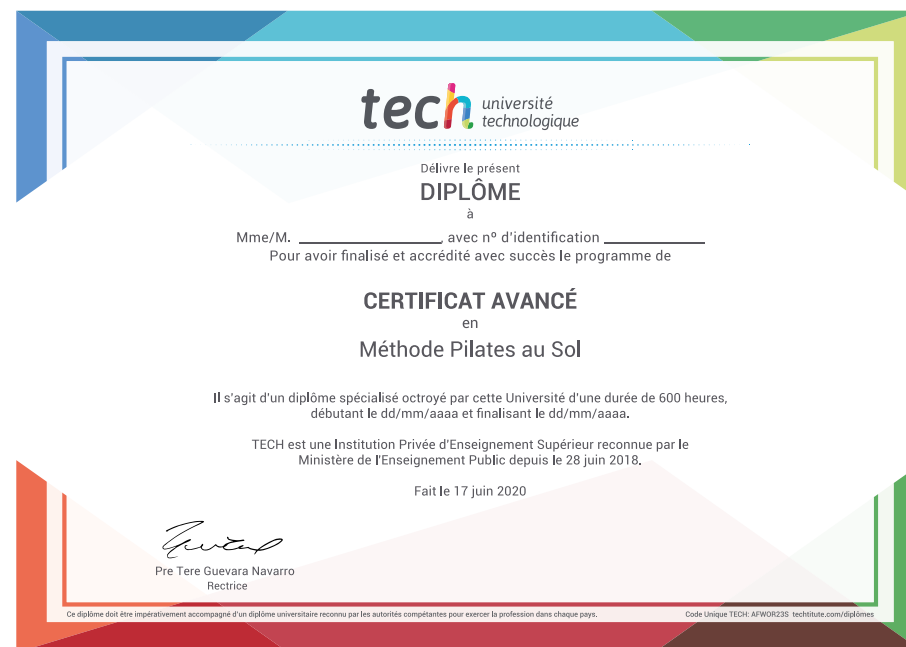 tech université
technologique
Délivre le présent
DIPLÔME
à
Mme/M. ____________________, avec nº d'identification ______________
Pour avoir finalisé et accrédité avec succès le programme de
CERTIFICAT AVANCÉ
en
Méthode Pilates au Sol
Il s'agit d'un diplôme spécialisé octroyé par cette Université d'une durée de 600 heures,
débutant le dd/mm/aaaa et finalisant le dd/mm/aaaa.
TECH est une Institution Privée d'Enseignement Supérieur reconnue par le
Ministère de l'Enseignement Public depuis le 28 juin 2018.
Fait le 17 juin 2020
Pre Tere Guevara Navarro
Rectrice
Ce diplôme doit être impérativement accompagné d'un diplôme universitaire reconnu par les autorités compétantes pour exercer la profession dans chaque pays.
Code Unique TECH: AFWOR23S techtitute.com/diplômes